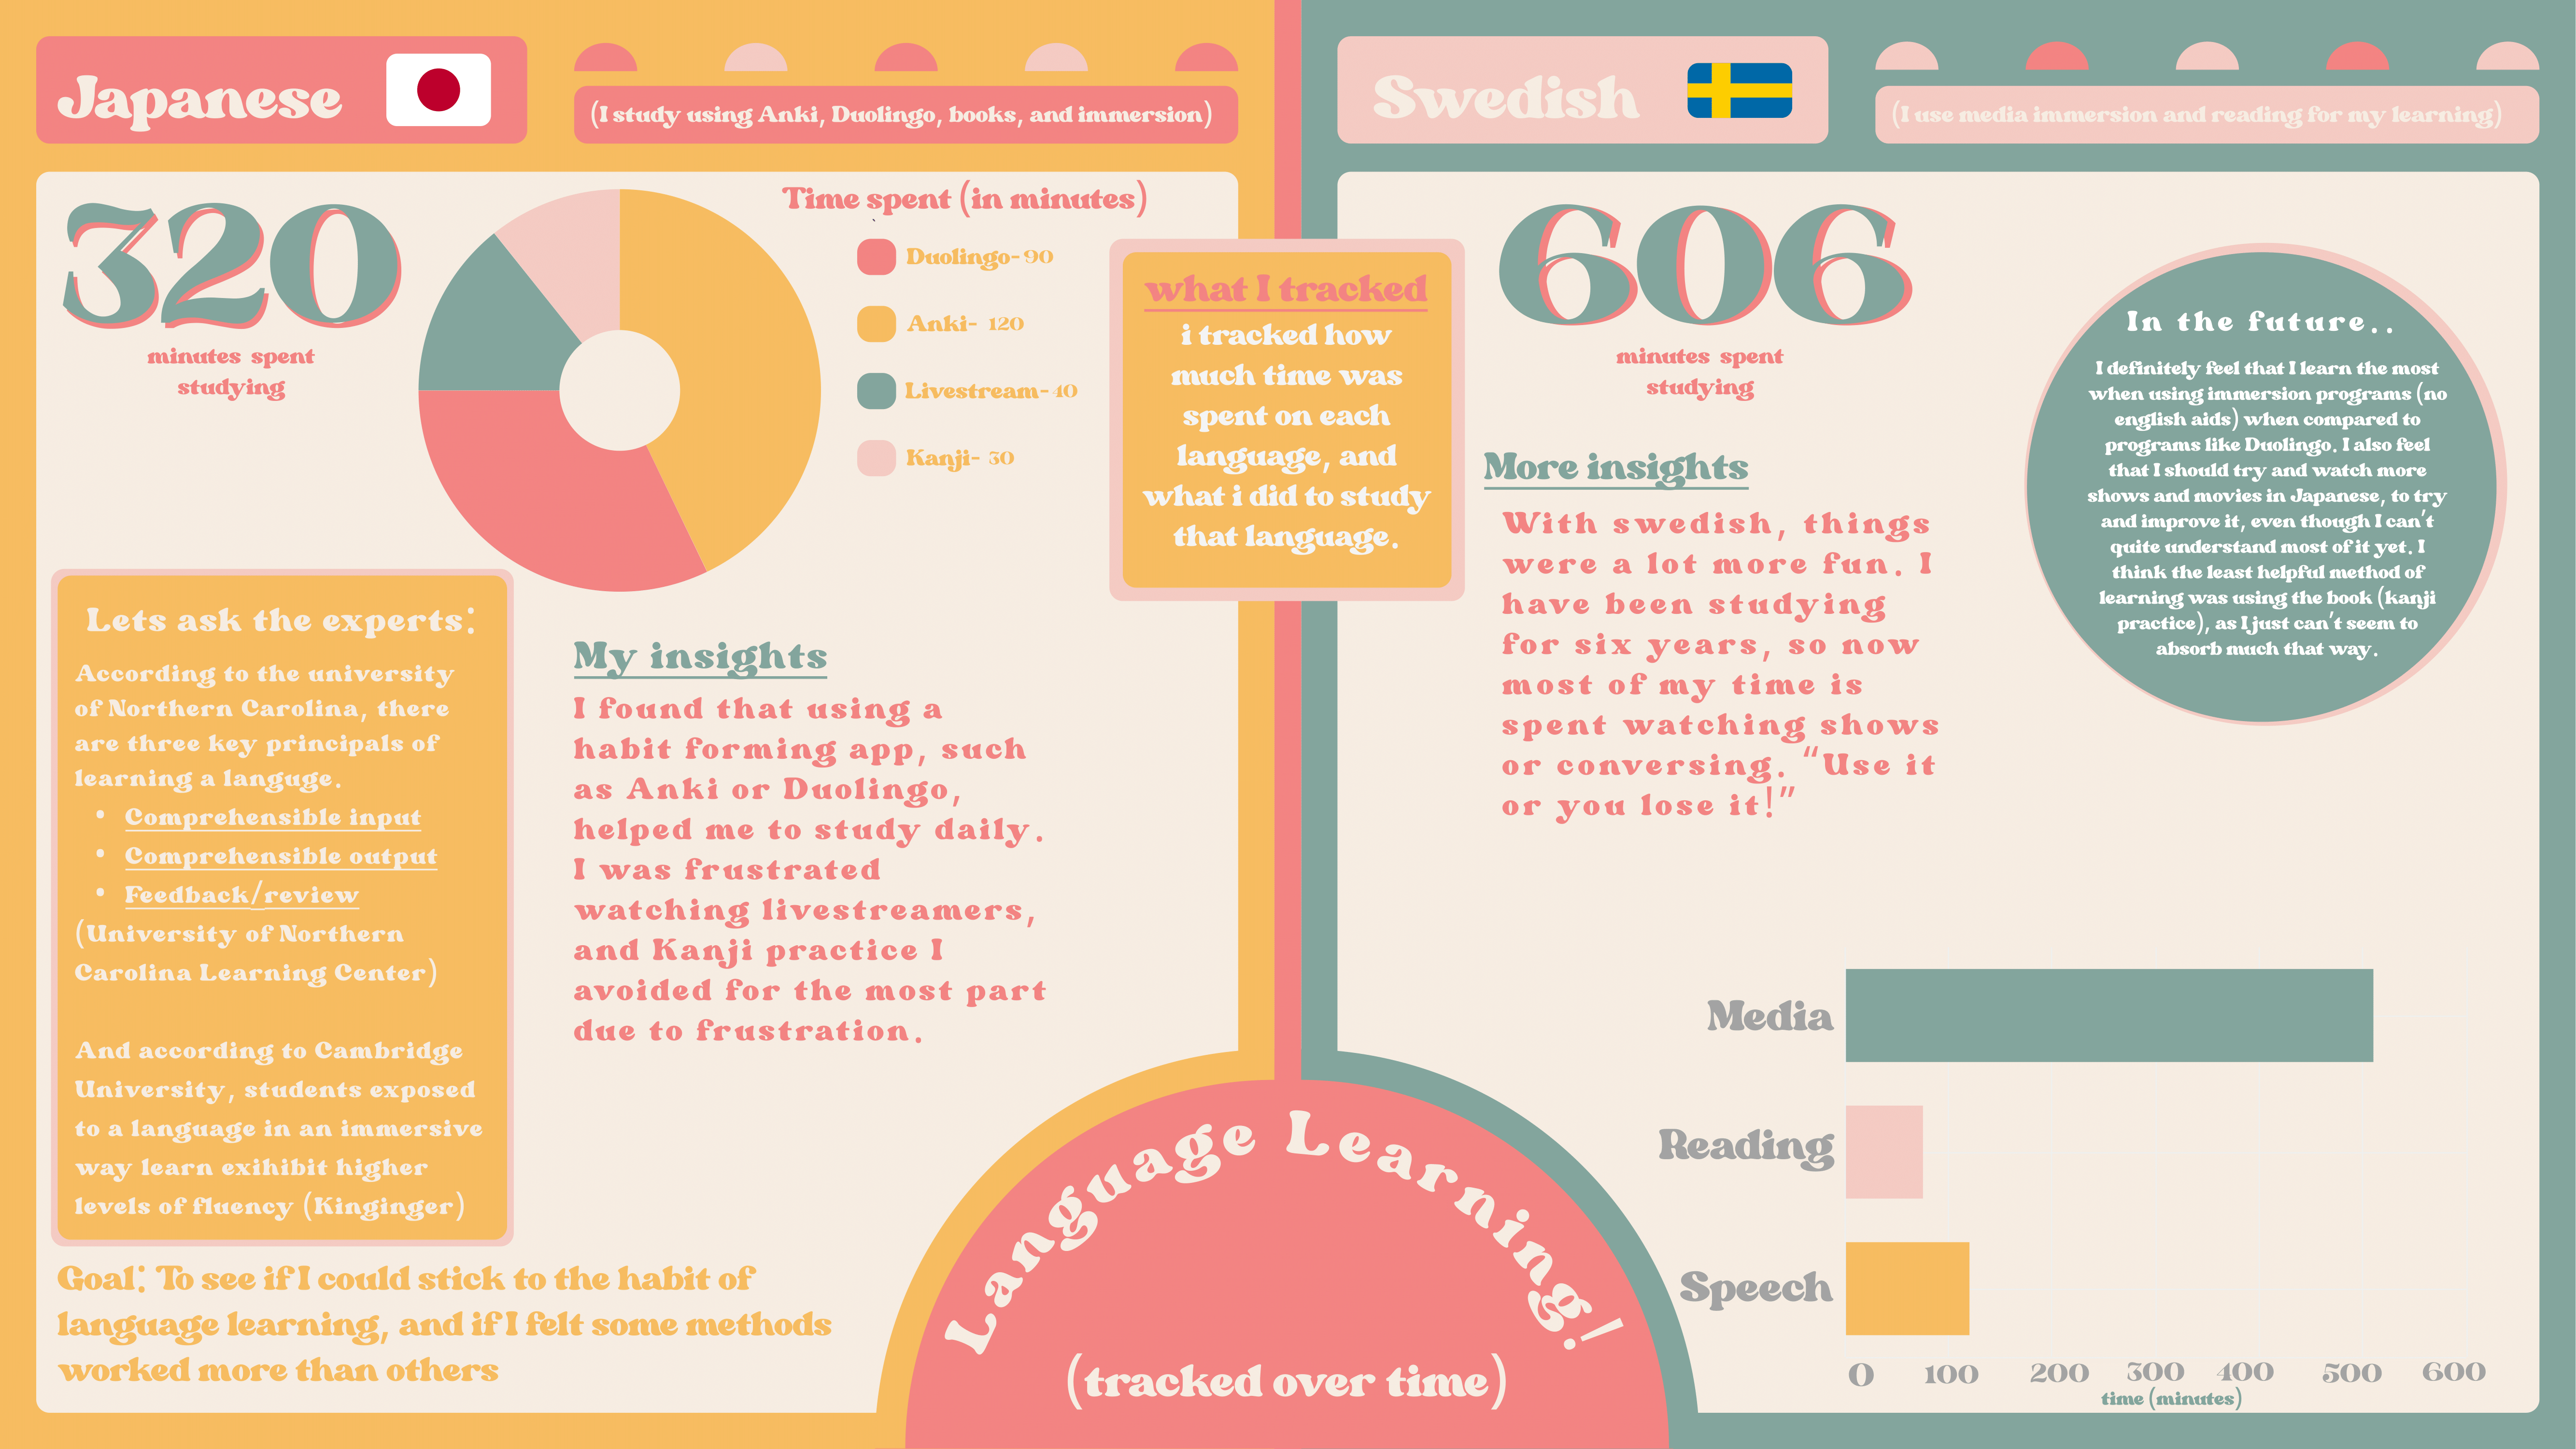 Japanese
(I study using Anki, Duolingo, books, and immersion)
320
minutes spent
studying
Time spent (in minutes)
Duolingo- 90
Anki- 120
Livestream- 40
Kanji- 30
Lets ask the experts:
According to the university
of Northern Carolina, there
are three key principals of
learning a languge.
• Comprehensible input
• Comprehensible output
• Feedback/review
(University of Northern
Carolina Learning Center)
And according to Cambridge
University, students exposed
to a language in an immersive
way learn exihibit higher
levels of fluency (Kinginger)
My insights
I found that using a
habit forming app, such
as Anki or Duolingo,
helped me to study daily.
I was frustrated
watching livestreamers,
and Kanji practice I
avoided for the most part
due to frustration.
Goal: To see if I could stick to the habit of
language learning, and if I felt some methods
worked more than others
what I tracked
i tracked how
much time was
spent on each
language, and
what i did to study
that language.
Language Learning!
(tracked over time)
Swedish
(I use media immersion and reading for my learning)
606
minutes spent
studying
More insights
With swedish, things
were a lot more fun. I
have been studying
for six years, so now
most of my time is
spent watching shows
or conversing. “Use it
or you lose it!”
In the future..
I definitely feel that I learn the most
when using immersion programs (no
english aids) when compared to
programs like Duolingo. I also feel
that I should try and watch more
shows and movies in Japanese, to try
and improve it, even though I can't
quite understand most of it yet. I
think the least helpful method of
learning was using the book (kanji
practice), as I just can't seem to
absorb much that way.
Media
Reading
Speech
0 100 200 300 400 500 600
time (minutes)